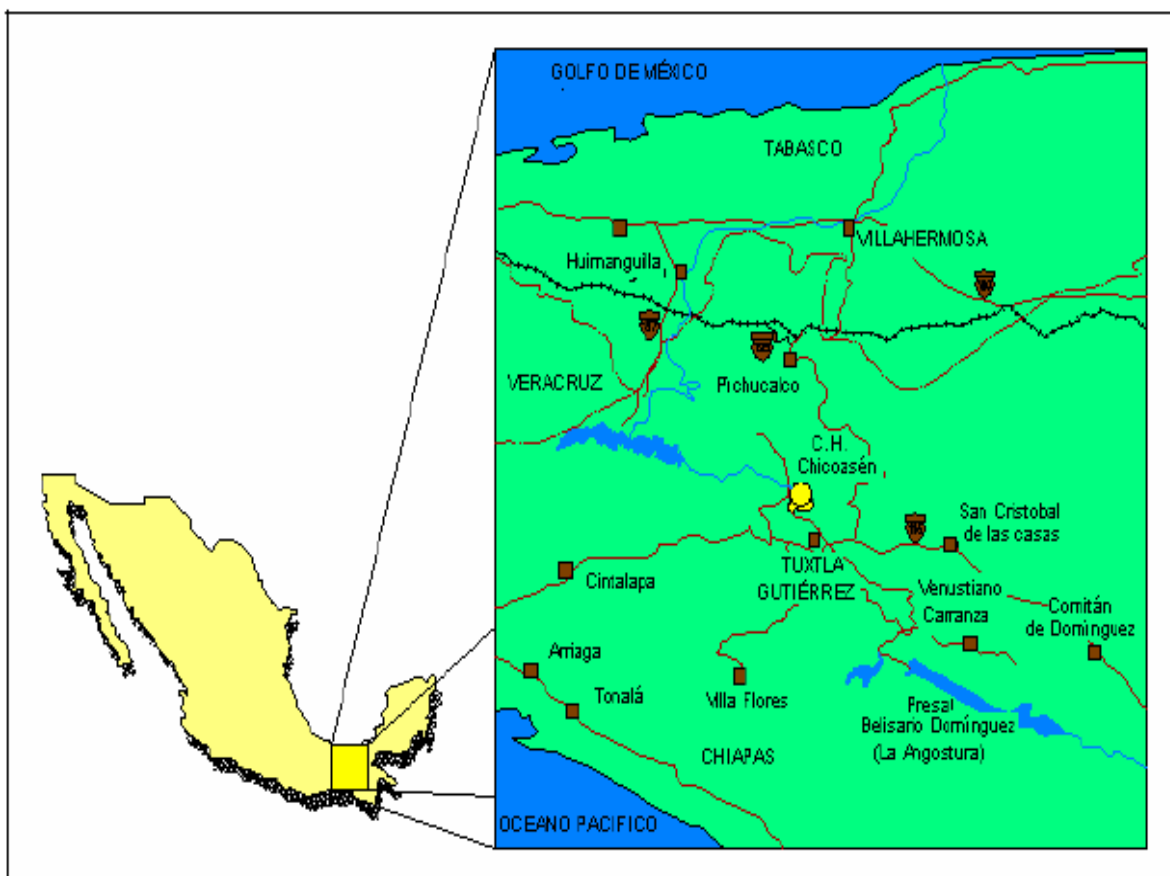 GOLFO DE MÉXICO
TABASCO
VILLAHERMOSA
Huimanguila
VERACRUZ
Pichucalco
C.H.
Chicoasén
San Cristobal
de las casas
TUXTLA
GUTIÉRREZ
Cintalapa
Venustiano
Carranza
Comitán
de Dominguez
Arriaga
Tonalá
Villa Flores
Presal
Belisario Domínguez
(La Angostura)
CHIAPAS
OCEANO PACIFICO